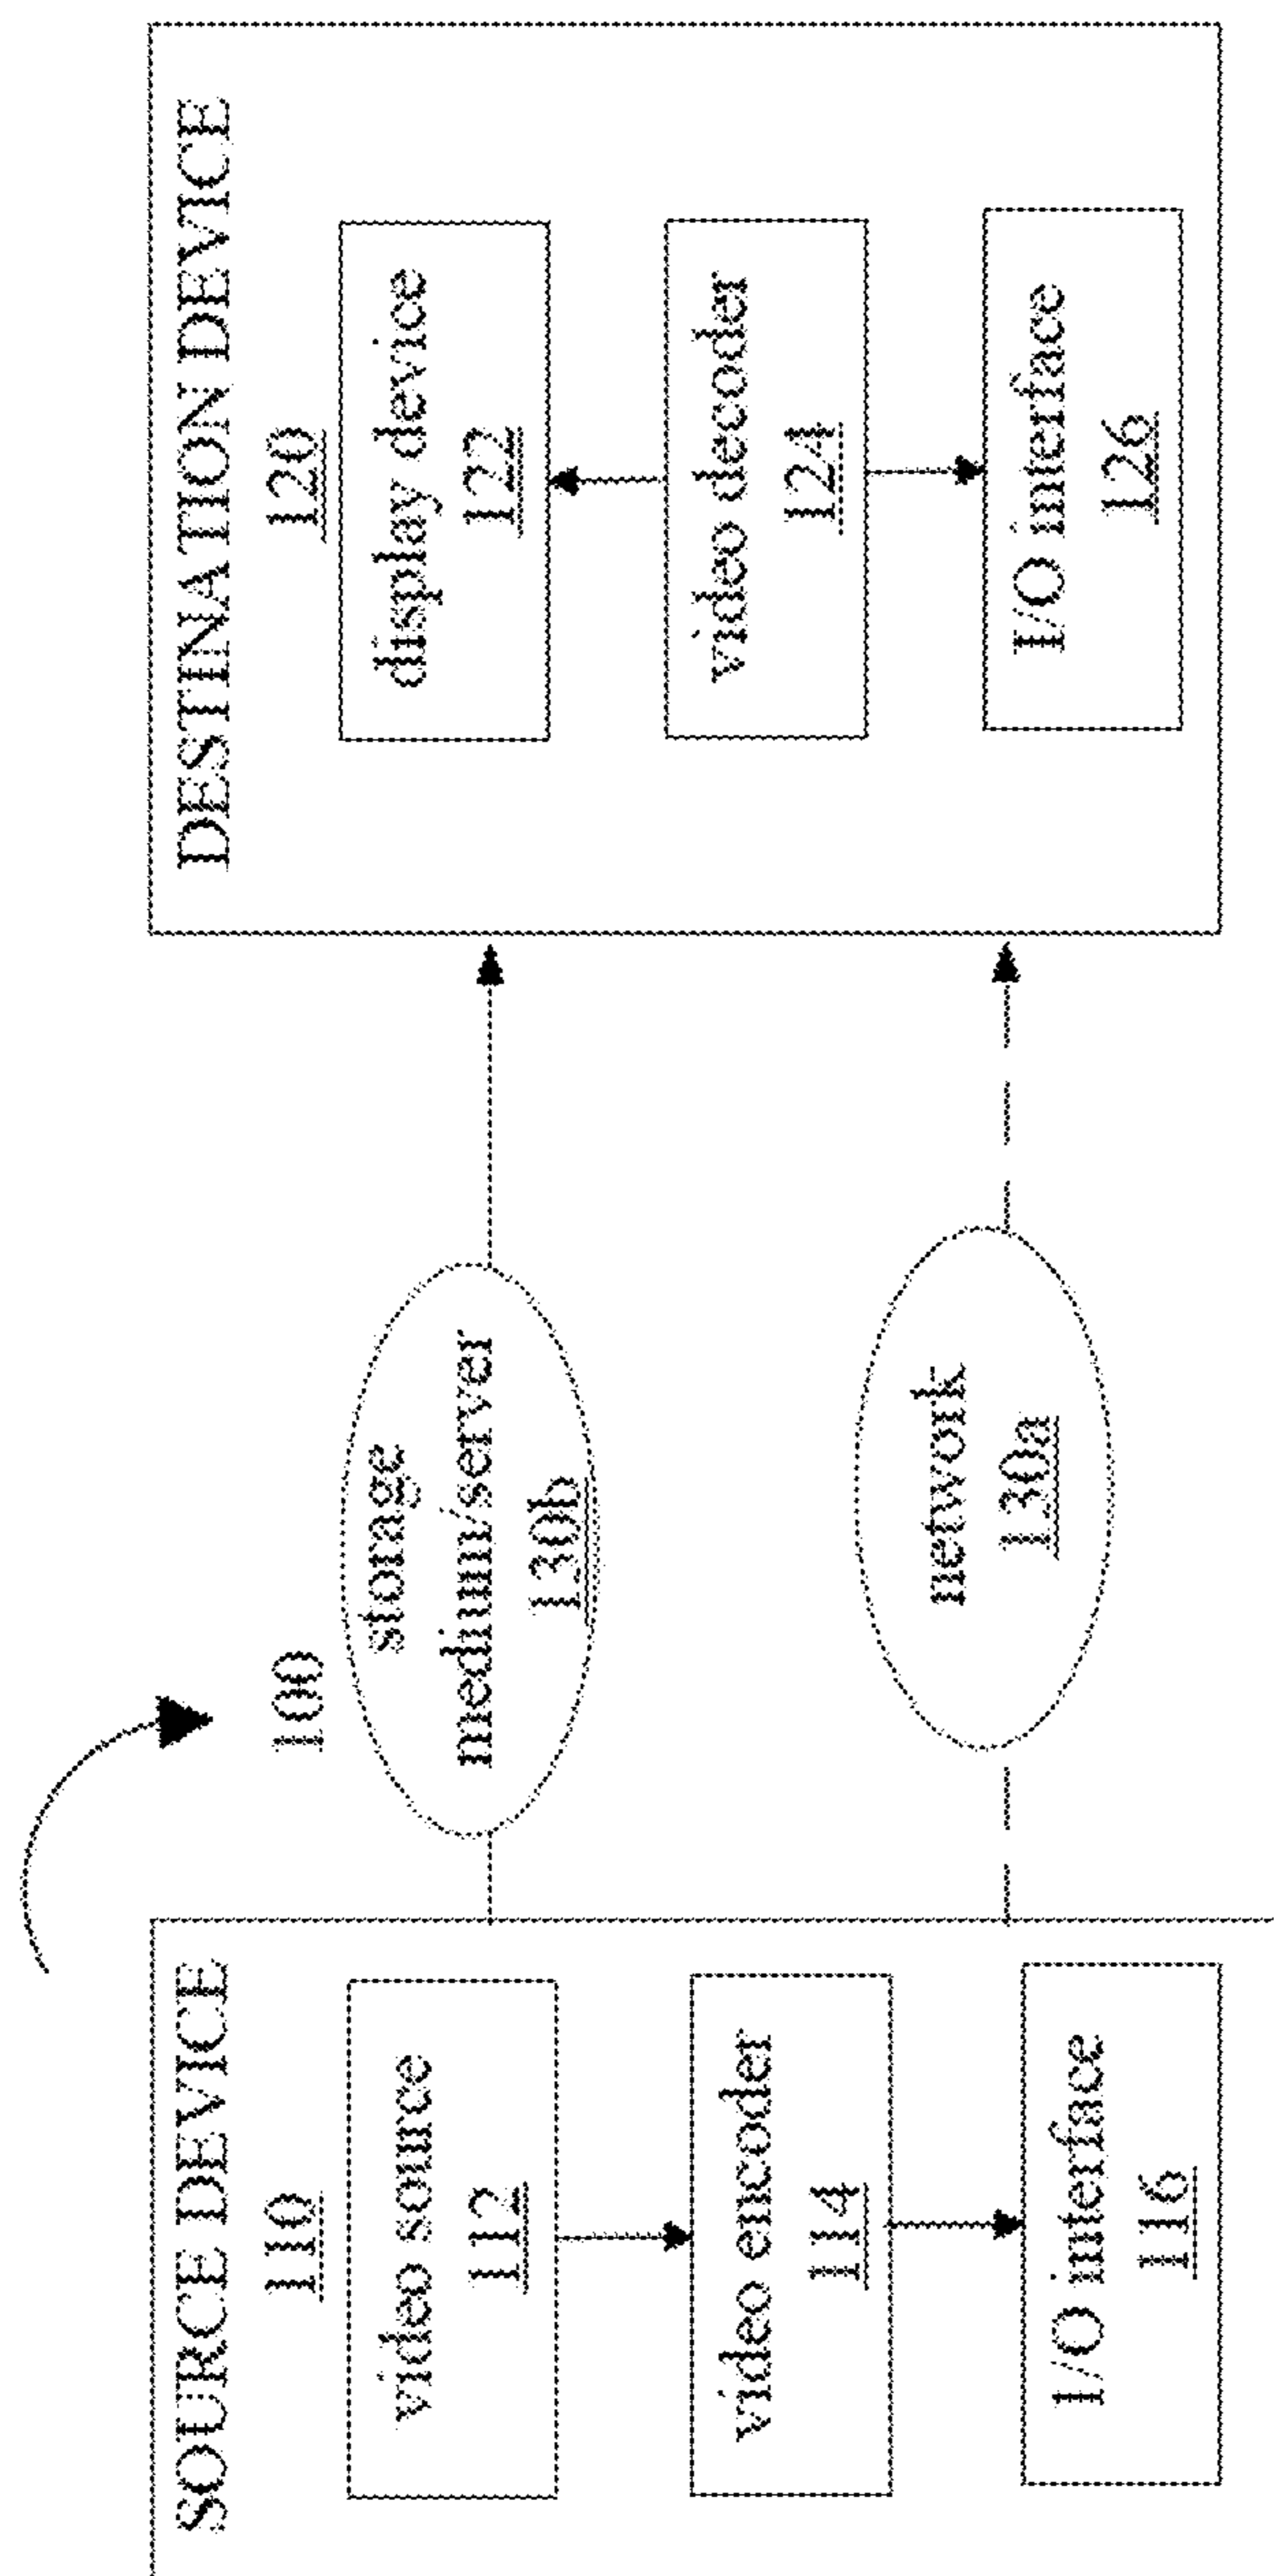 100
SOURCE DEVICE
110
video source
112
video encoder
114
I/O interface
116
storage
medium/server
130b
network
130a
DESTINATION DEVICE
120
display device
122
video decoder
124
I/O interface
126